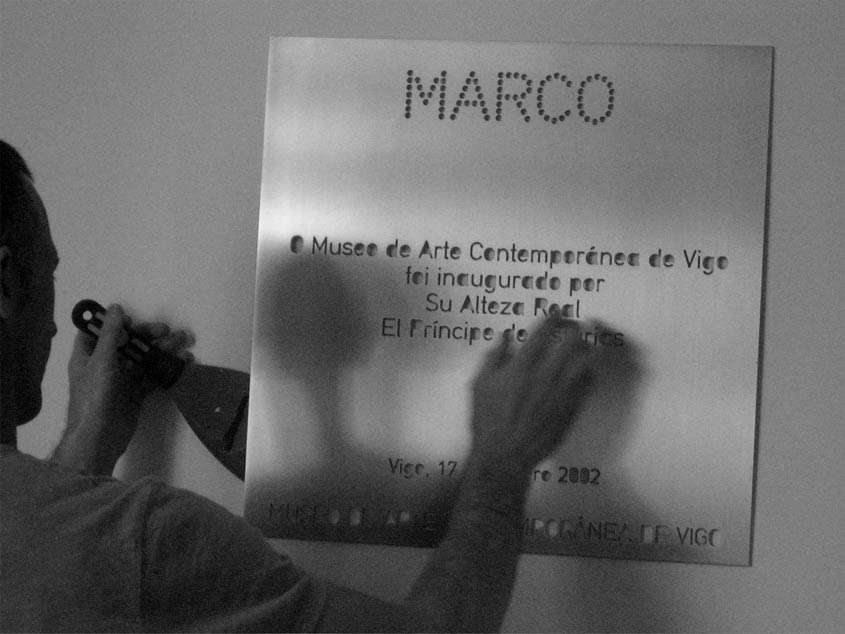 MARCO
O Museo de Arte Contemporánea de Vigo
foi inaugurado por
Su Alteza Real
El Príncipe de Asturias
Vigo, 17 2002
MUSEO DE ARTE CONTEMPORÁNEA DE VIGO